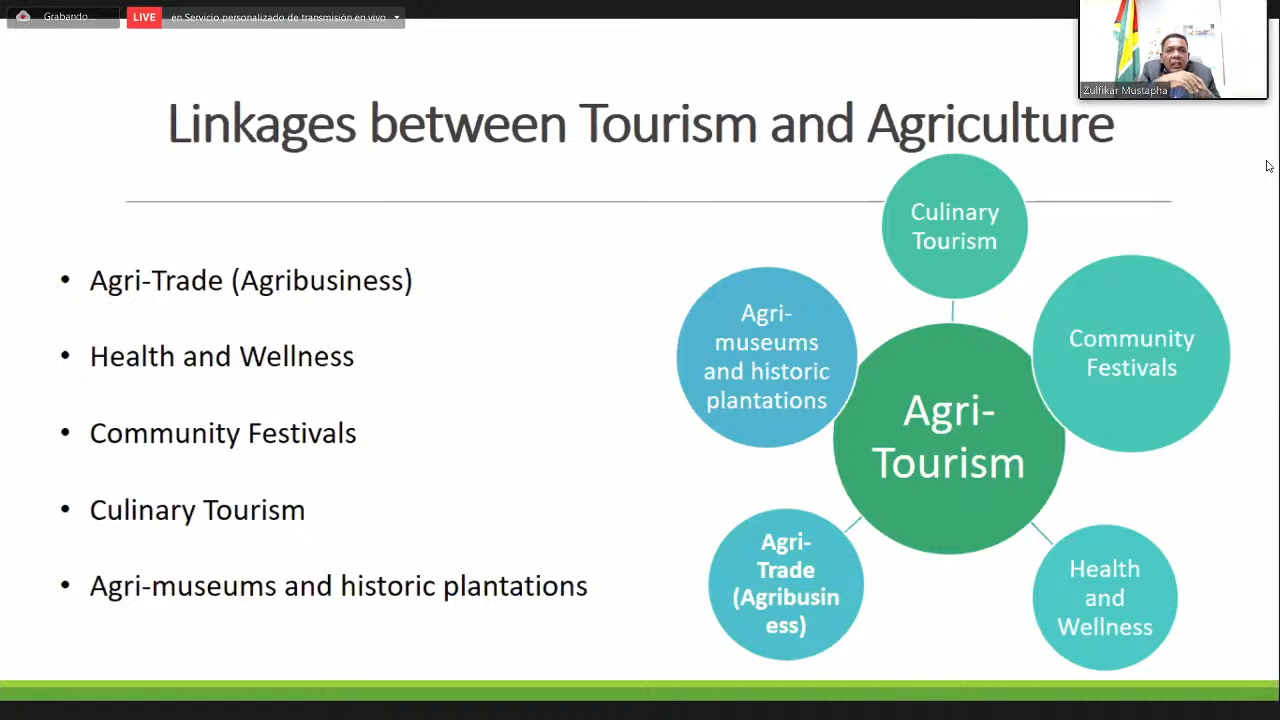 Grabando...
LIVE
en Servicio personalizado de transmisión en vivo
Zulfikar Mustapha
Linkages between Tourism and Agriculture
• Agri-Trade (Agribusiness)
• Health and Wellness
• Community Festivals
• Culinary Tourism
• Agri-museums and historic plantations
Culinary
Tourism
Agri-
museums
and historic
plantations
Community
Festivals
Agri-
Tourism
Agri-
Trade
(Agribusin
ess)
Health
and
Wellness